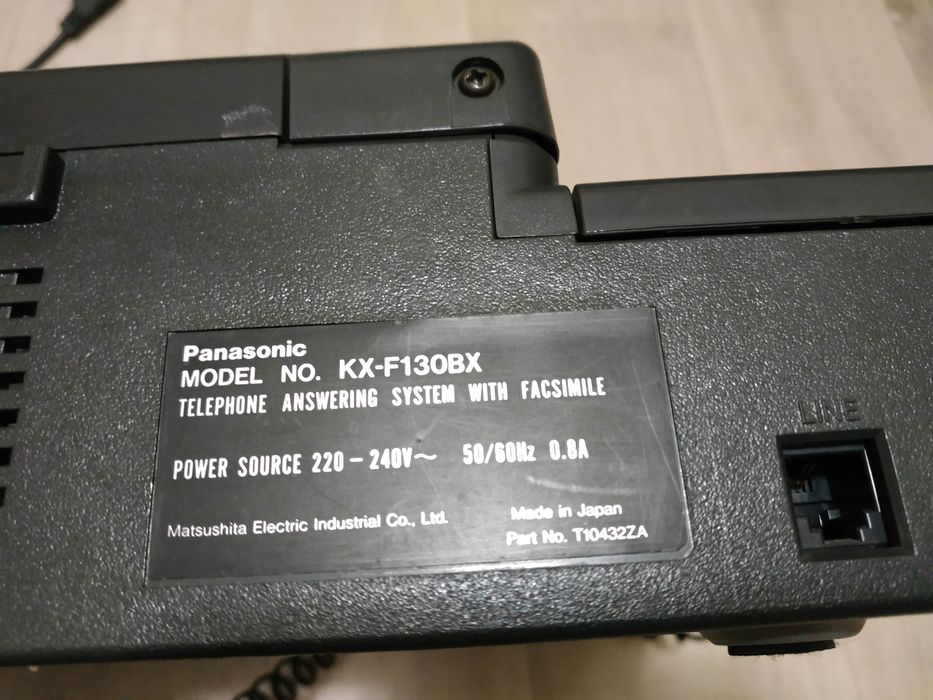 Panasonic
MODEL NO. KX-F130BX
TELEPHONE ANSWERING SYSTEM WITH FACSIMILE
POWER SOURCE 220-240V~ 50/60Hz 0.8A
Matsushita Electric Industrial Co., Ltd.
Made in Japan
Part No. T10432ZA
LINE